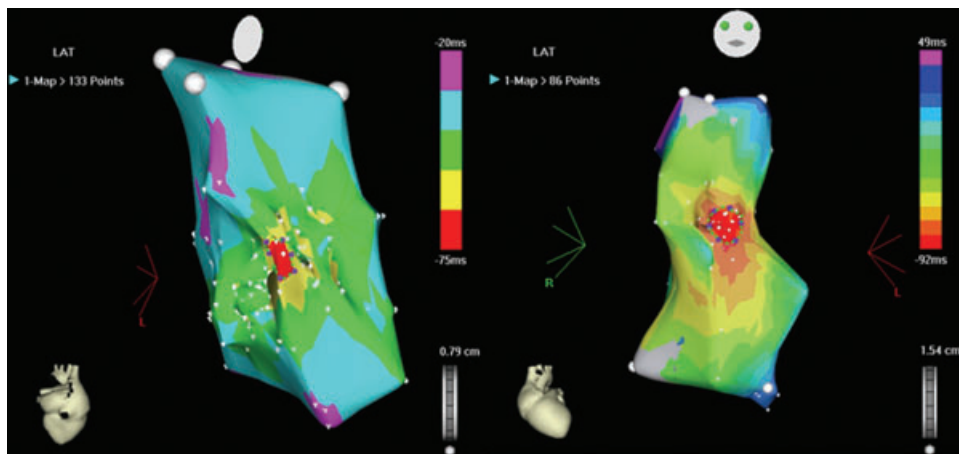 LAT
1-Map > 133 Points
-20ms
-75ms
L
0.79 cm
LAT
1-Map > 86 Points
49ms
-92ms
R
L
1.54 cm